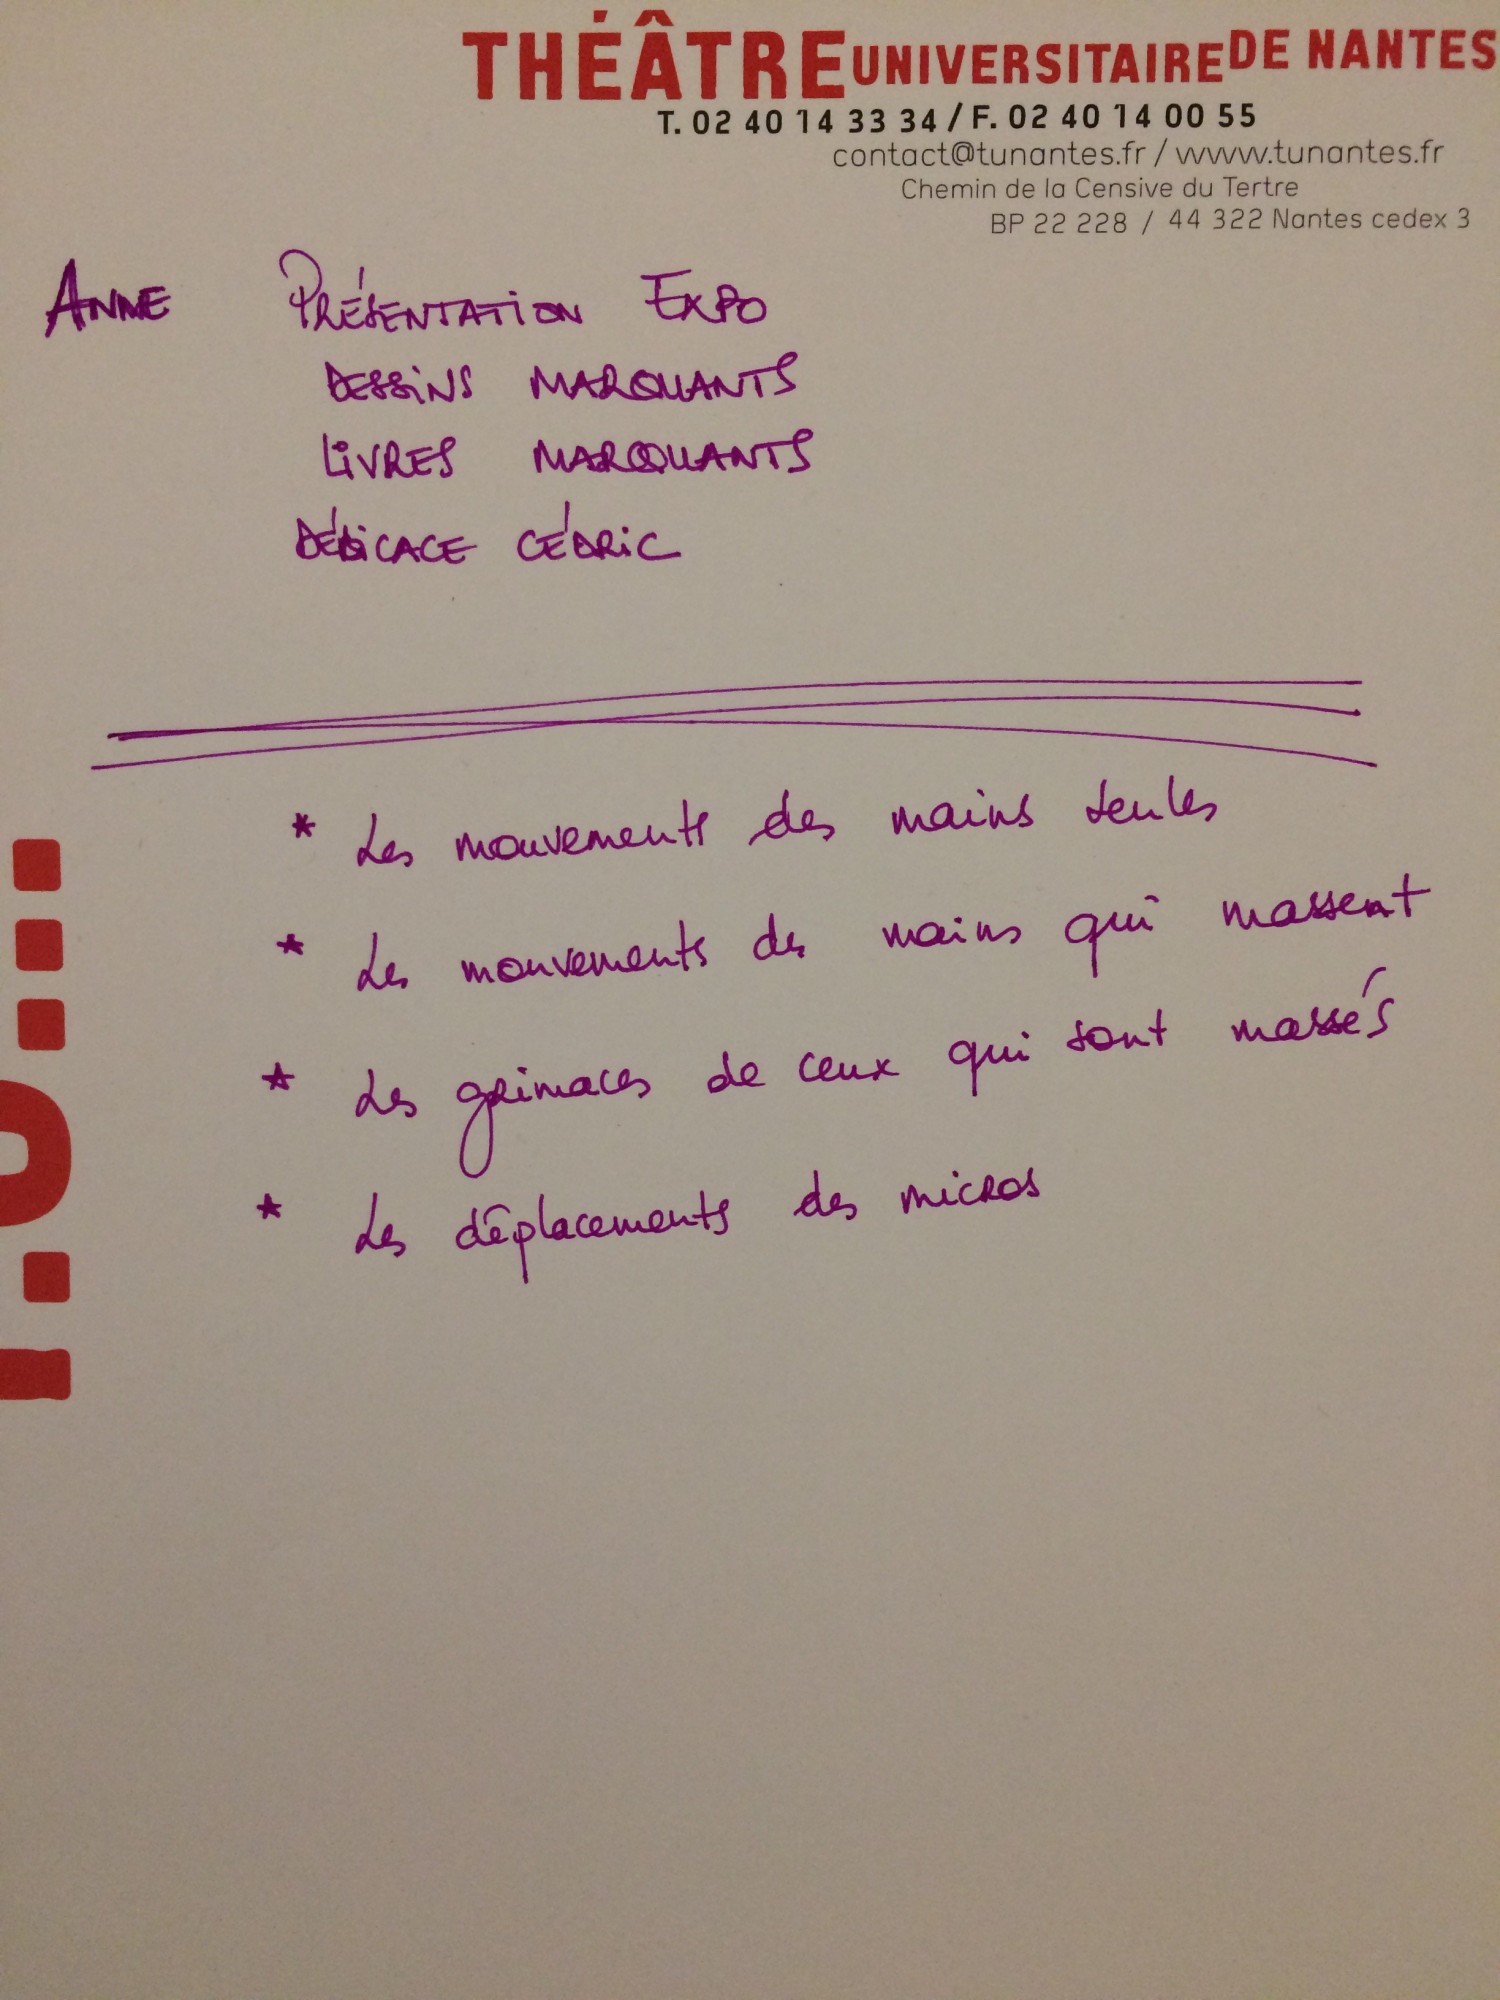 THÉÂTRE UNIVERSITAIRE DE NANTES
T. 02 40 14 33 34 / F. 02 40 14 00 55
contact@tunantes.fr / www.tunantes.fr
Chemin de la Censive du Tertre
BP 22 228 / 44 322 Nantes cedex 3
ANNE PRÉSENTATION EXPO
DESSINS MARQUANTS
LIVRES MARQUANTS
DÉDICACE CÉDRIC
* Les mouvements des mains seules
* Les mouvements des mains qui massent
* Les grimaces de ceux qui sont massés
* Les déplacements des micros